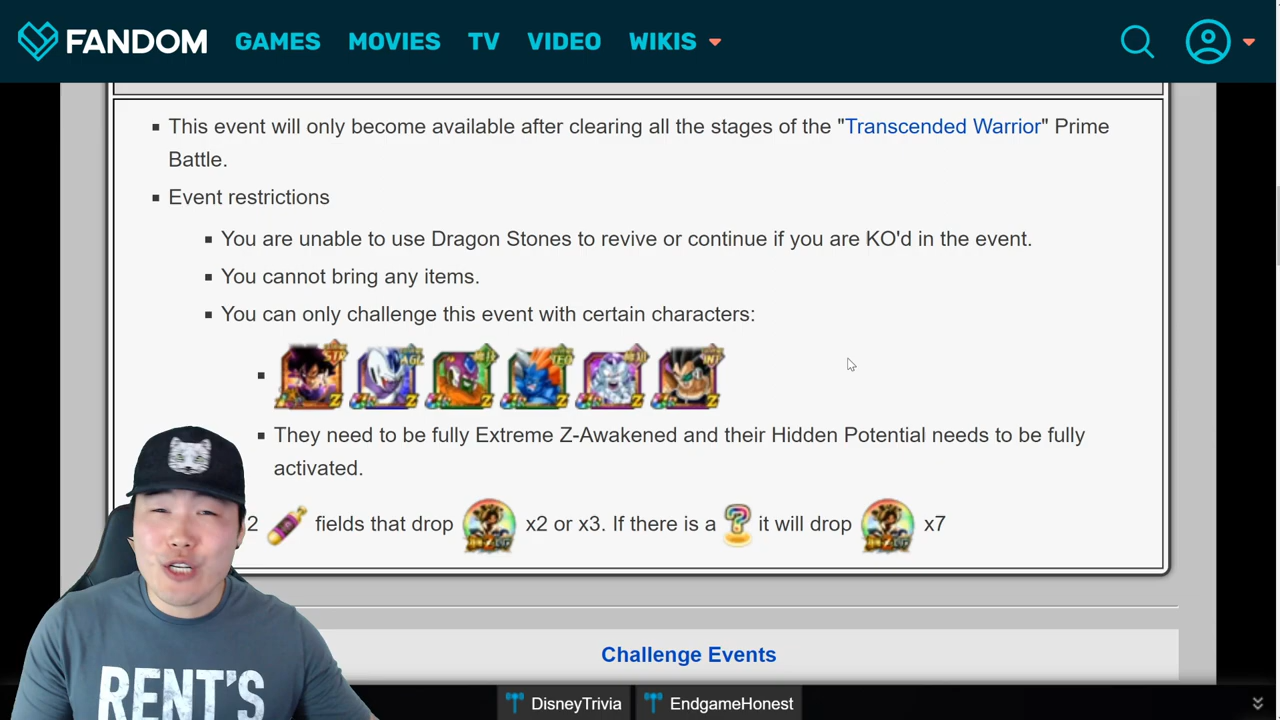 FANDOM GAMES MOVIES TV VIDEO WIKIS
This event will only become available after clearing all the stages of the "Transcended Warrior" Prime
Battle.
Event restrictions
You are unable to use Dragon Stones to revive or continue if you are KO'd in the event.
You cannot bring any items.
You can only challenge this event with certain characters:
STR AGL TEQ INT
Z Z Z Z Z Z
They need to be fully Extreme Z-Awakened and their Hidden Potential needs to be fully
activated.
2 fields that drop x2 or x3. If there is a ? it will drop x7
Challenge Events
RENT'S
DisneyTrivia EndgameHonest